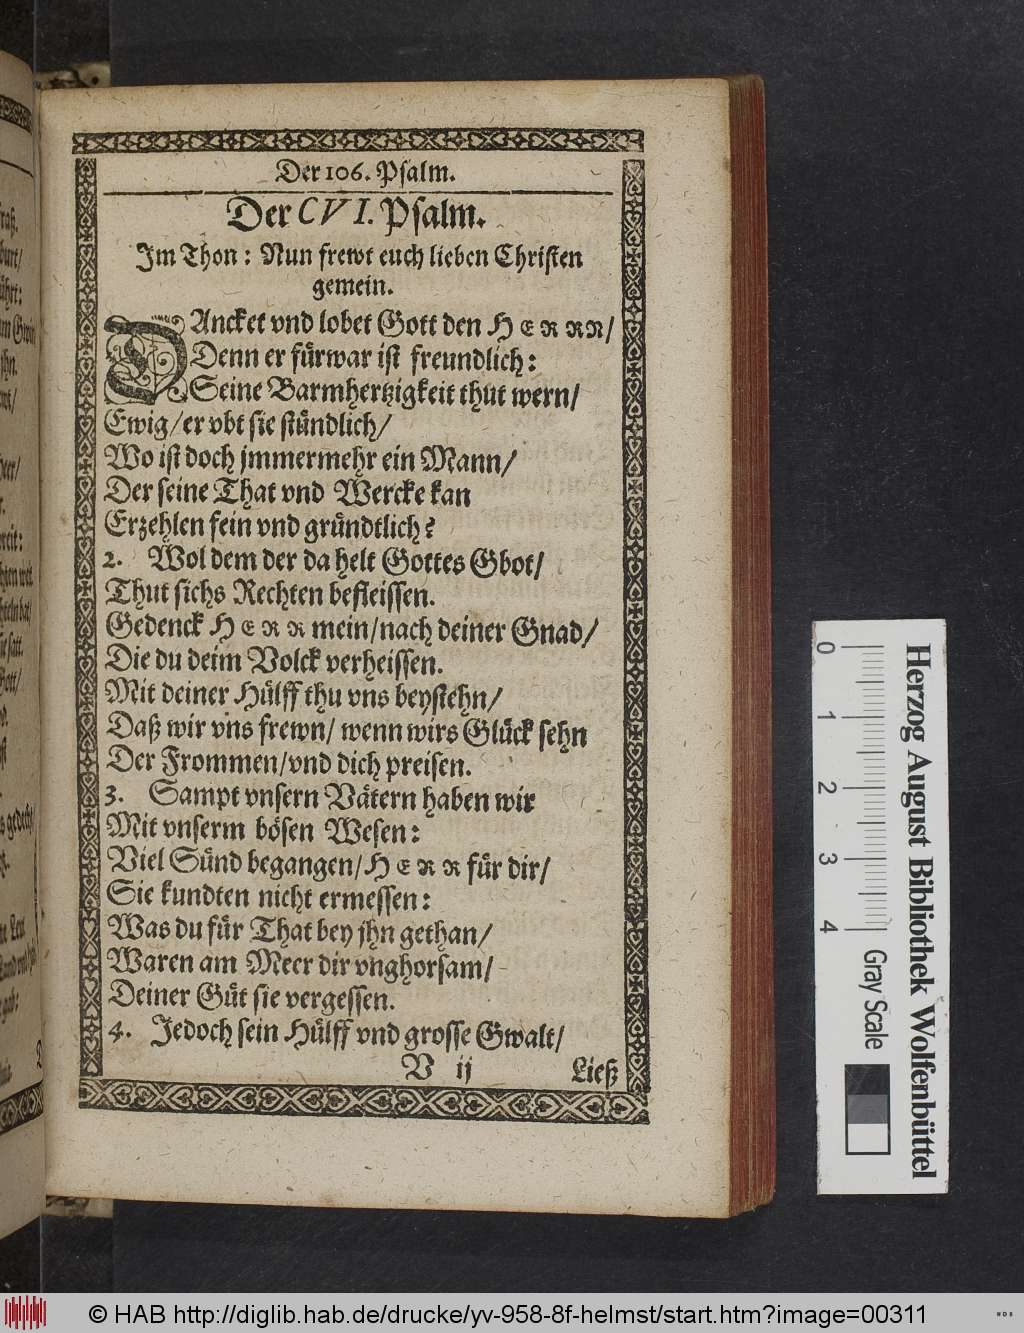 Der 106. Psalm.
Der CVI. Psalm.
Im Thon: Nun frewt euch lieben Christen
gemein.
DAncket vnd lobet Gott den HERRN/
Denn er fürwar ist freundlich:
Seine Barmhertzigkeit thut wern/
Ewig/er vbt sie stündlich/
Wo ist doch jmmermehr ein Mann/
Der seine That vnd Wercke kan
Erzehlen fein vnd gründtlich?
2. Wol dem der da helt Gottes Gbot/
Thut sichs Rechten befleissen.
Gedenck HERR mein/nach deiner Gnad/
Die du deim Volck verheissen.
Mit deiner Hülff thu vns beystehn/
Daß wir vns frewn/ wenn wirs Glück sehn
Der Frommen/vnd dich preisen.
3. Sampt vnsern Vätern haben wir
Mit vnserm bösen Wesen:
Viel Sünd begangen/HERR für dir/
Sie kundten nicht ermessen:
Was du für That bey jhn gethan/
Waren am Meer dir vnghorsam/
Deiner Güt sie vergessen.
4. Jedoch sein Hülff vnd grosse Gwalt/
V ij Ließ
0 1 2 3 4
Gray Scale
Herzog August Bibliothek Wolfenbüttel
© HAB http://diglib.hab.de/drucke/yv-958-8f-helmst/start.htm?image=00311